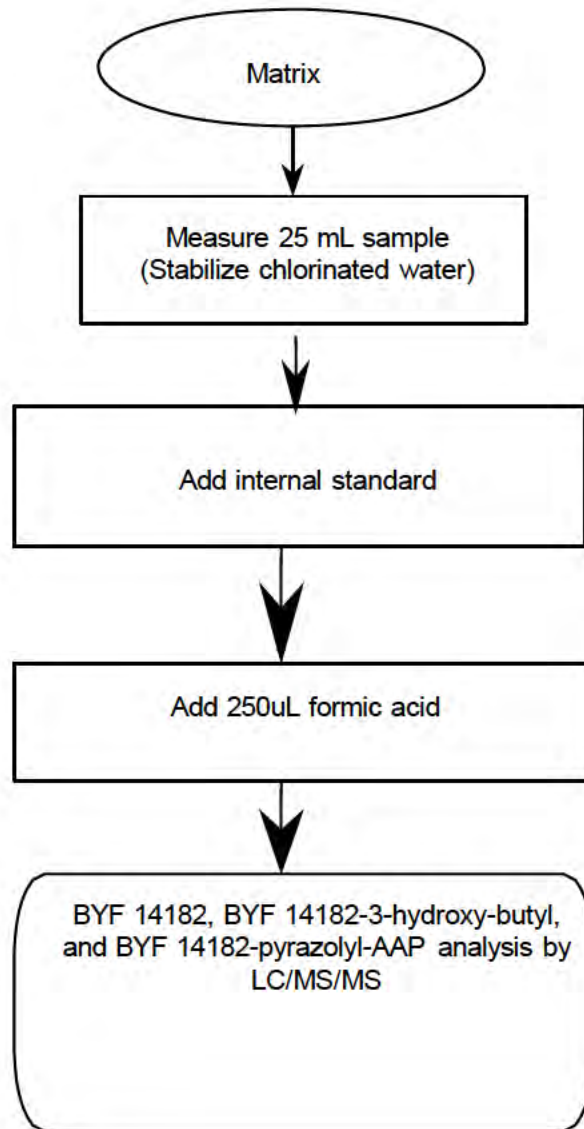 Matrix
Measure 25 mL sample
(Stabilize chlorinated water)
Add internal standard
Add 250uL formic acid
BYF 14182, BYF 14182-3-hydroxy-butyl,
and BYF 14182-pyrazolyl-AAP analysis by
LC/MS/MS